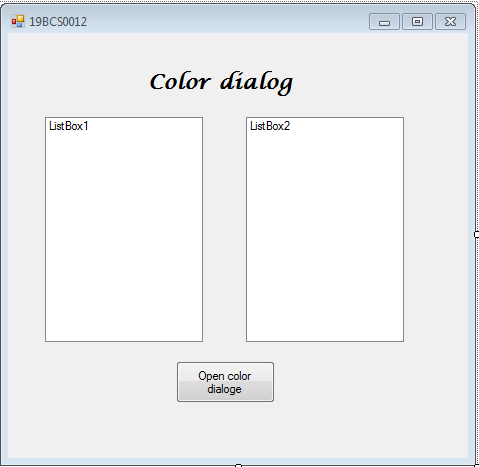 19BCS0012
Color dialog
ListBox1
ListBox2
Open color
dialoge